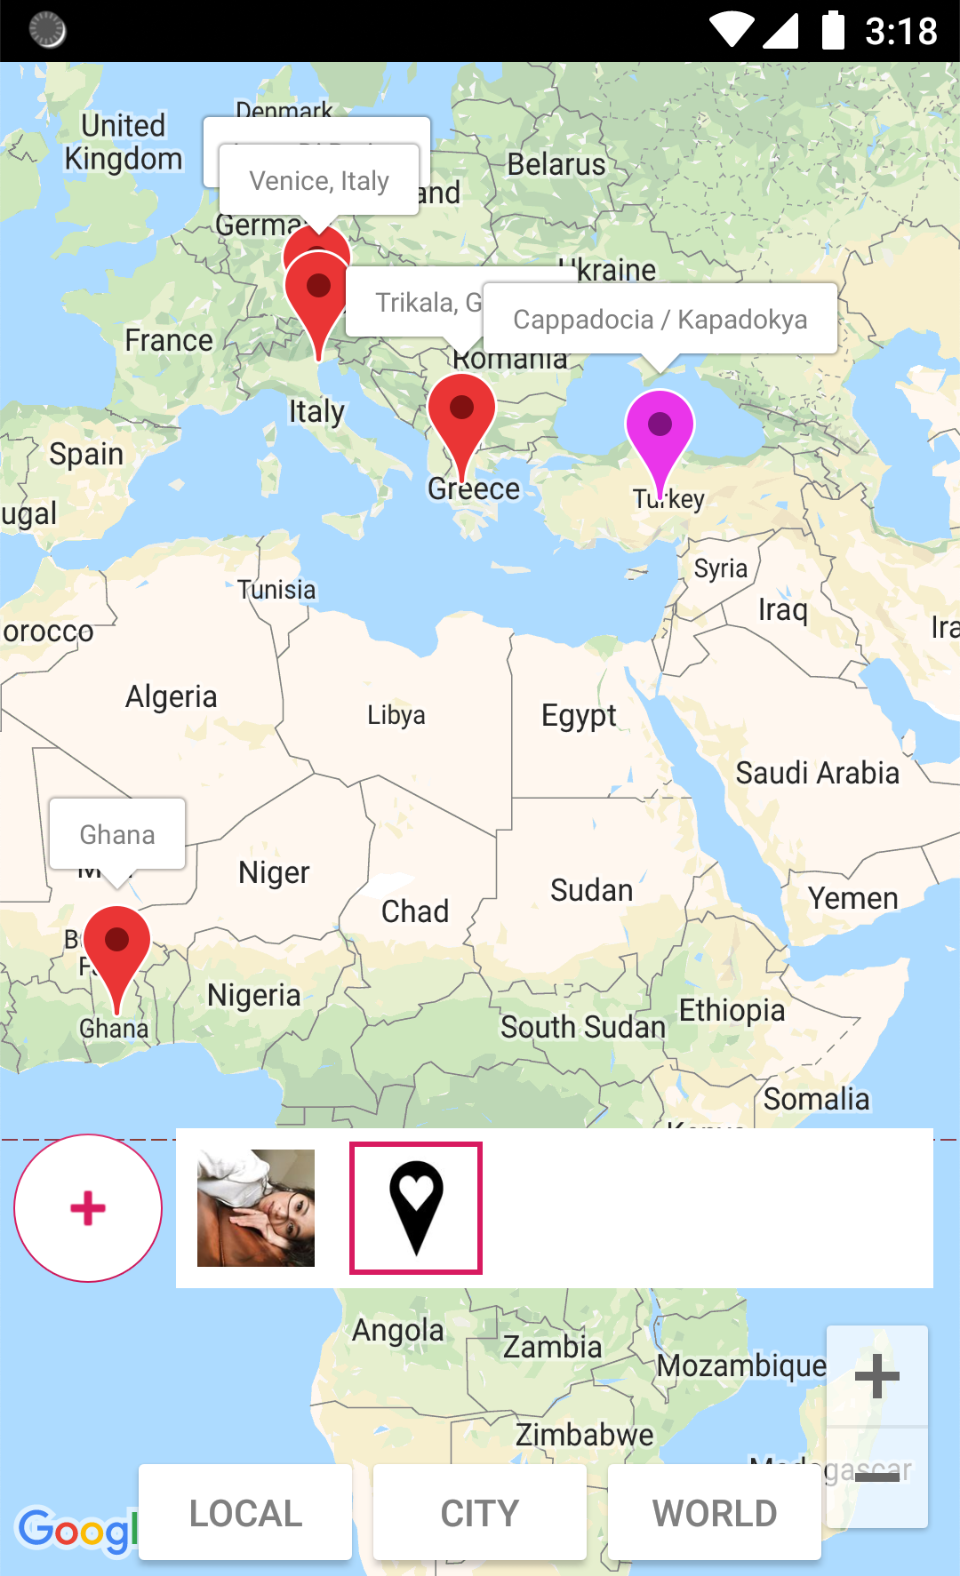 3:18
Denmark
United
Kingdom
Belarus
Venice, Italy
and
Germa
Ukraine
Trikala, G
Cappadocia / Kapadokya
France
Romania
Italy
Spain
Greece
Turkey
ugal
Syria
Tunisia
Iraq
orocco
Ira
Algeria
Libya
Egypt
Saudi Arabia
Ghana
Niger
Sudan
Yemen
Chad
B
F
Nigeria
Ethiopia
Ghana
South Sudan
Somalia
Kenya
+
Angola
Zambia
Mozambique
+
Zimbabwe
Madagascar
−
LOCAL
CITY
WORLD
Googl